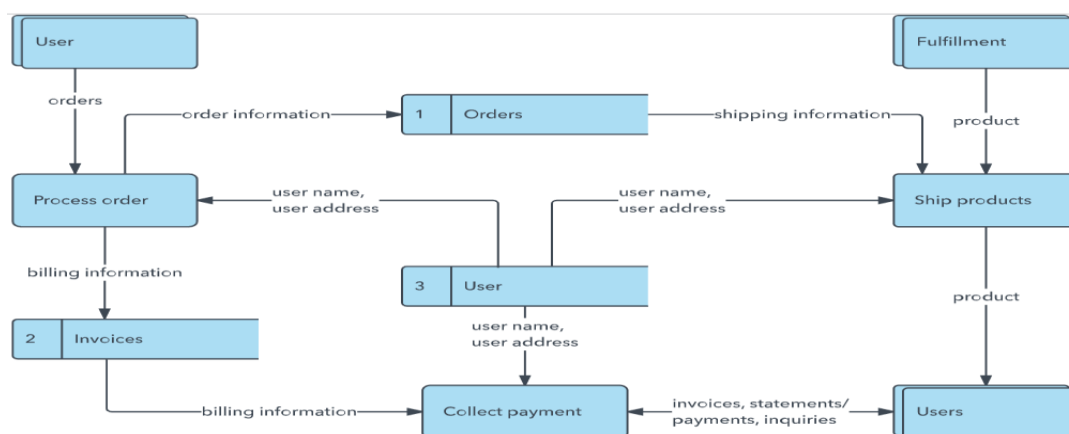 User
Fulfillment
orders
order information
1 Orders
shipping information
product
Process order
user name,
user address
user name,
user address
Ship products
billing information
3 User
product
2 Invoices
user name,
user address
billing information
Collect payment
invoices, statements/
payments, inquiries
Users